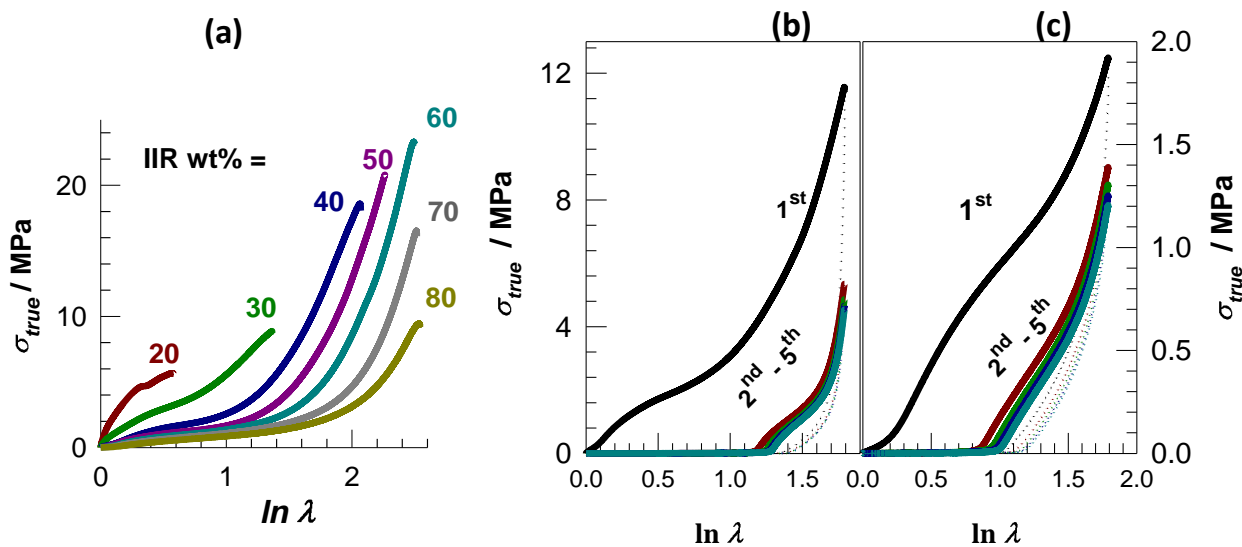 (a)
IIR wt% =
20
30
40
50
60
70
80
20
10
0
σtrue / MPa
0
1
2
ln λ
(b)
12
8
4
0
σtrue / MPa
1st
2nd - 5th
0.0
0.5
1.0
1.5
ln λ
(c)
1st
2nd - 5th
2.0
1.5
1.0
0.5
0.0
σtrue / MPa
0.0
0.5
1.0
1.5
2.0
ln λ